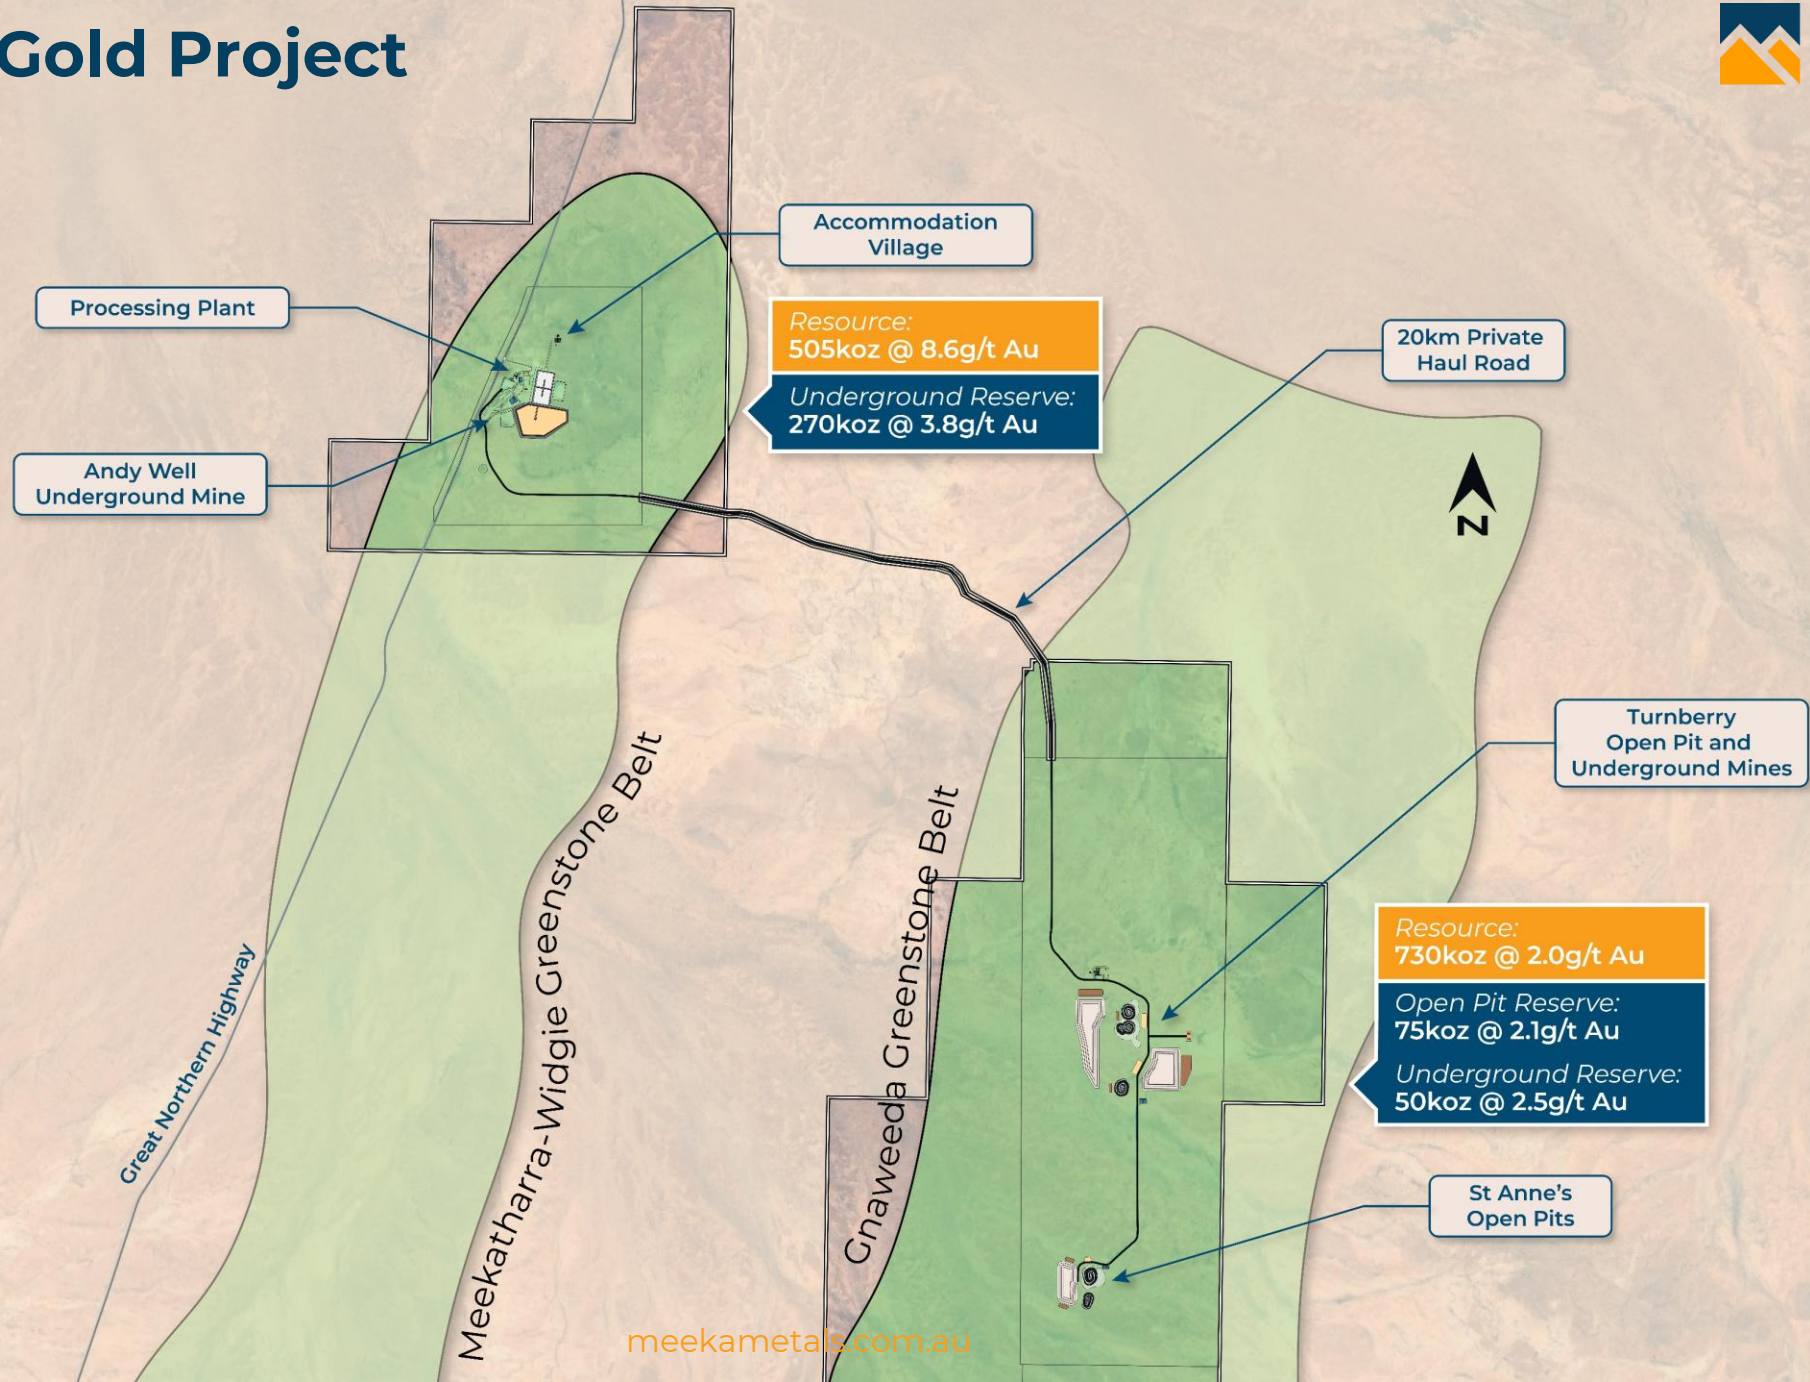 Gold Project
Accommodation
Village
Processing Plant
Resource:
505koz @ 8.6g/t Au
Underground Reserve:
270koz @ 3.8g/t Au
20km Private
Haul Road
Andy Well
Underground Mine
N
Turnberry
Open Pit and
Underground Mines
Meekatharra-Widgie Greenstone Belt
Gnaweeda Greenstone Belt
Great Northern Highway
Resource:
730koz @ 2.0g/t Au
Open Pit Reserve:
75koz @ 2.1g/t Au
Underground Reserve:
50koz @ 2.5g/t Au
St Anne's
Open Pits
meekametals.com.au